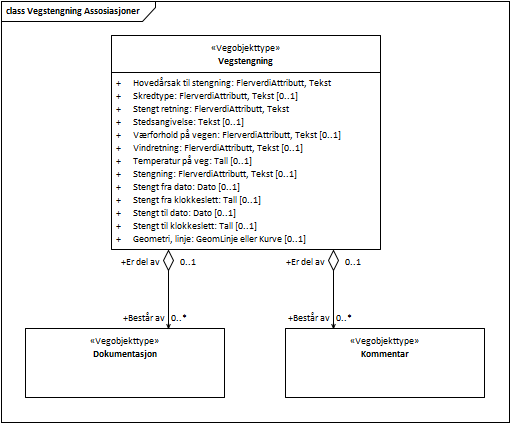 class Vegstengning Assosiasjoner
«Vegobjekttype»
Vegstengning
+ Hovedårsak til stengning: FlerverdiAttributt, Tekst
+ Skredtype: FlerverdiAttributt, Tekst [0..1]
+ Stengt retning: FlerverdiAttributt, Tekst
+ Stedsangivelse: Tekst [0..1]
+ Værforhold på vegen: FlerverdiAttributt, Tekst [0..1]
+ Vindretning: FlerverdiAttributt, Tekst [0..1]
+ Temperatur på veg: Tall [0..1]
+ Stengning: FlerverdiAttributt, Tekst [0..1]
+ Stengt fra dato: Dato [0..1]
+ Stengt fra klokkeslett: Tall [0..1]
+ Stengt til dato: Dato [0..1]
+ Stengt til klokkeslett: Tall [0..1]
+ Geometri, linje: GeomLinje eller Kurve [0..1]
+Er del av 0..1 +Er del av 0..1
+Består av 0..* +Består av 0..*
«Vegobjekttype»
Dokumentasjon
«Vegobjekttype»
Kommentar